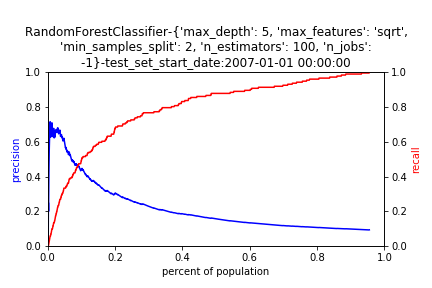 RandomForestClassifier-{'max_depth': 5, 'max_features': 'sqrt',
'min_samples_split': 2, 'n_estimators': 100, 'n_jobs':
-1}-test_set_start_date:2007-01-01 00:00:00
1.0
0.8
0.6
0.4
0.2
0.0
precision
1.0
0.8
0.6
0.4
0.2
0.0
recall
0.0 0.2 0.4 0.6 0.8 1.0
percent of population